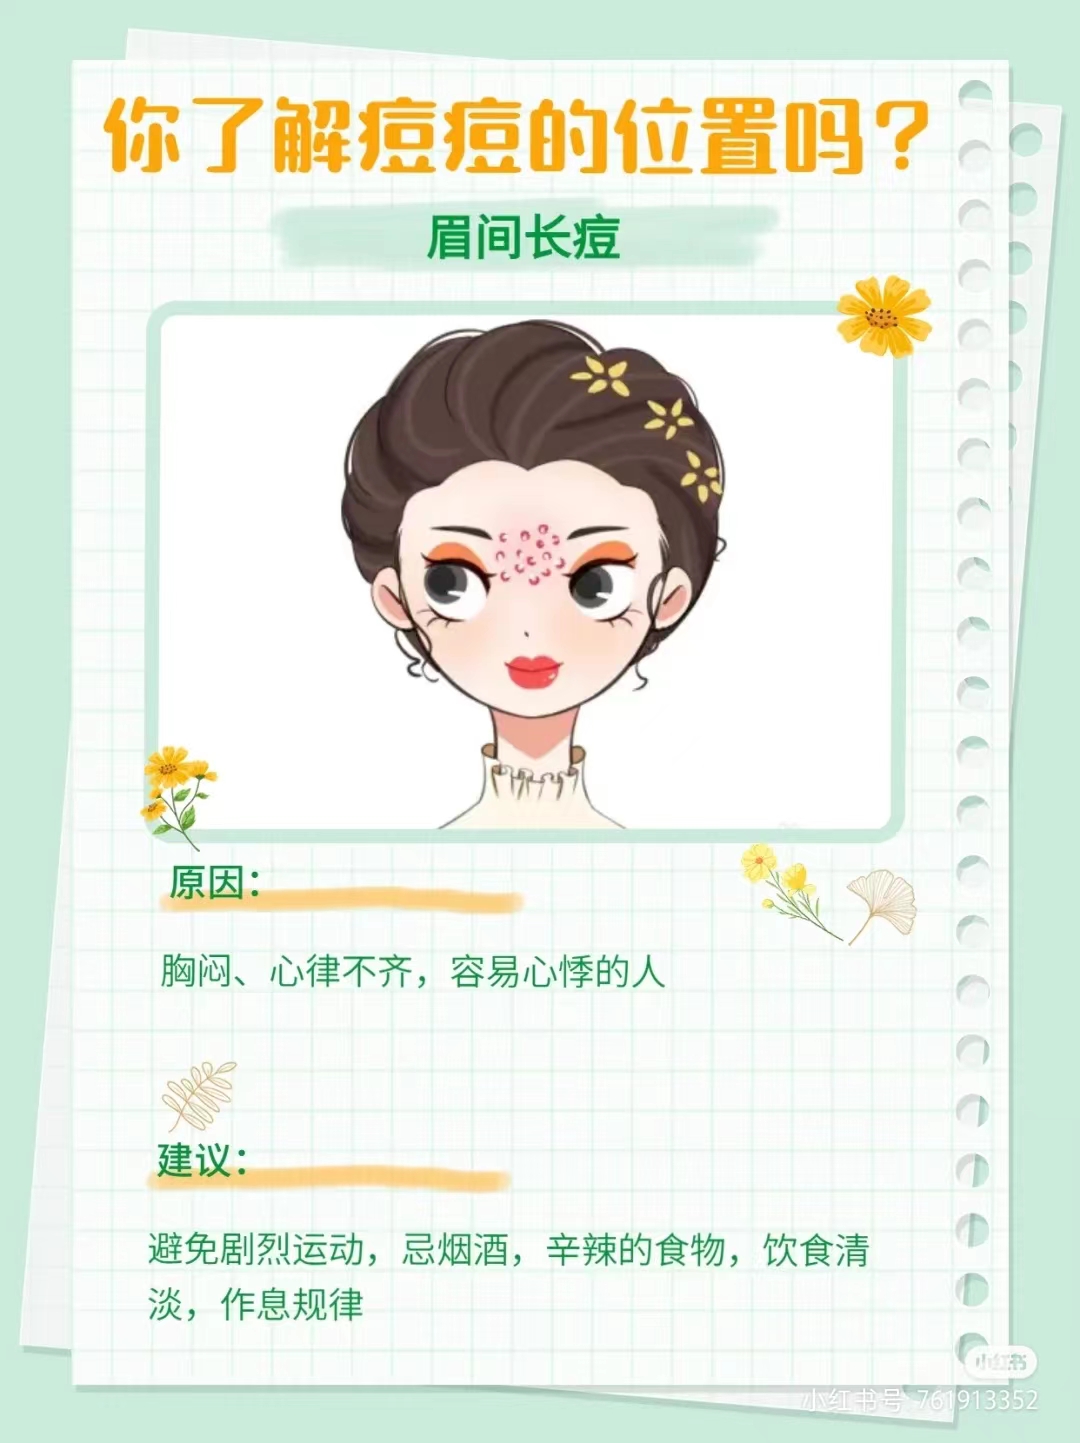 你了解痘痘的位置吗?
眉间长痘
原因:
胸闷、心律不齐,容易心悸的人
建议:
避免剧烈运动,忌烟酒,辛辣的食物,饮食清
淡,作息规律
小红书
小红书号 761913352